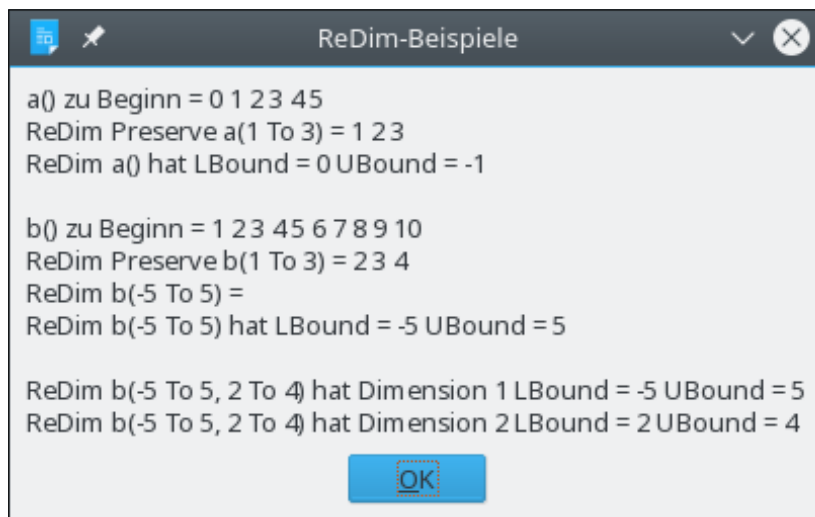 ReDim-Beispiele
a() zu Beginn = 0 1 2 3 4 5
ReDim Preserve a(1 To 3) = 1 2 3
ReDim a() hat LBound = 0 UBound = -1
b() zu Beginn = 1 2 3 4 5 6 7 8 9 10
ReDim Preserve b(1 To 3) = 2 3 4
ReDim b(-5 To 5) =
ReDim b(-5 To 5) hat LBound = -5 UBound = 5
ReDim b(-5 To 5, 2 To 4) hat Dimension 1 LBound = -5 UBound = 5
ReDim b(-5 To 5, 2 To 4) hat Dimension 2 LBound = 2 UBound = 4
OK